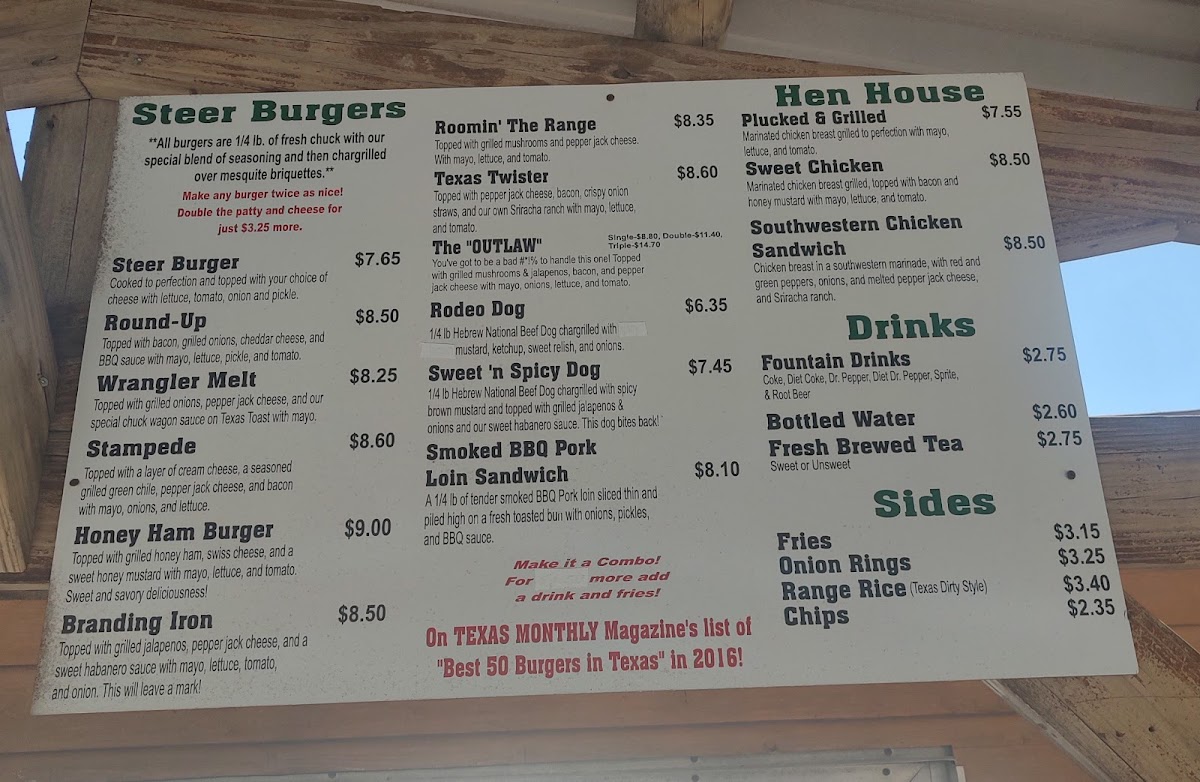 Steer Burgers
**All burgers are 1/4 lb. of fresh chuck with our
special blend of seasoning and then chargrilled
over mesquite briquettes.**
Make any burger twice as nice!
Double the patty and cheese for
just $3.25 more.
Steer Burger $7.65
Cooked to perfection and topped with your choice of
cheese with lettuce, tomato, onion and pickle.
Round-Up $8.50
Topped with bacon, grilled onions, cheddar cheese, and
BBQ sauce with mayo, lettuce, pickle, and tomato.
Wrangler Melt $8.25
Topped with grilled onions, pepper jack cheese, and our
special chuck wagon sauce on Texas Toast with mayo.
Stampede $8.60
Topped with a layer of cream cheese, a seasoned
grilled green chile, pepper jack cheese, and bacon
with mayo, onions, and lettuce.
Honey Ham Burger $9.00
Topped with grilled honey ham, swiss cheese, and a
sweet honey mustard with mayo, lettuce, and tomato.
Sweet and savory deliciousness!
Branding Iron $8.50
Topped with grilled jalapenos, pepper jack cheese, and a
sweet habanero sauce with mayo, lettuce, tomato,
and onion. This will leave a mark!
Roomin' The Range $8.35
Topped with grilled mushrooms and pepper jack cheese.
With mayo, lettuce, and tomato.
Texas Twister $8.60
Topped with pepper jack cheese, bacon, crispy onion
straws, and our own Sriracha ranch with mayo, lettuce,
and tomato.
The "OUTLAW" Single-$8.80, Double-$11.40,
Triple-$14.70
You've got to be a bad #*!% to handle this one! Topped
with grilled mushrooms & jalapenos, bacon, and pepper
jack cheese with mayo, onions, lettuce, and tomato.
Rodeo Dog $6.35
1/4 lb Hebrew National Beef Dog chargrilled with
mustard, ketchup, sweet relish, and onions.
Sweet 'n Spicy Dog $7.45
1/4 lb Hebrew National Beef Dog chargrilled with spicy
brown mustard and topped with grilled jalapenos &
onions and our sweet habanero sauce. This dog bites back!
Smoked BBQ Pork
Loin Sandwich $8.10
A 1/4 lb of tender smoked BBQ Pork loin sliced thin and
piled high on a fresh toasted bun with onions, pickles,
and BBQ sauce.
Make it a Combo!
For more add
a drink and fries!
On TEXAS MONTHLY Magazine's list of
"Best 50 Burgers in Texas" in 2016!
Hen House
Plucked & Grilled $7.55
Marinated chicken breast grilled to perfection with mayo,
lettuce, and tomato.
Sweet Chicken $8.50
Marinated chicken breast grilled, topped with bacon and
honey mustard with mayo, lettuce, and tomato.
Southwestern Chicken
Sandwich $8.50
Chicken breast in a southwestern marinade, with red and
green peppers, onions, and melted pepper jack cheese,
and Sriracha ranch.
Drinks
Fountain Drinks $2.75
Coke, Diet Coke, Dr. Pepper, Diet Dr. Pepper, Sprite,
& Root Beer
Bottled Water $2.60
Fresh Brewed Tea $2.75
Sweet or Unsweet
Sides
Fries $3.15
Onion Rings $3.25
Range Rice (Texas Dirty Style) $3.40
Chips $2.35